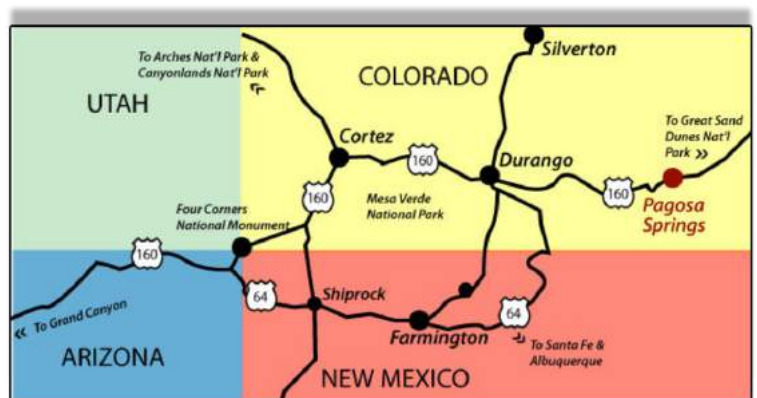 To Arches Nat'l Park &
Canyonlands Nat'l Park
Silverton
COLORADO
UTAH
To Great Sand
Dunes Nat'l
Park »
Cortez
160
Durango
160
160
Mesa Verde
National Park
Pagosa
Springs
Four Corners
National Monument
160
64
Shiprock
64
« To Grand Canyon
Farmington
To Santa Fe &
Albuquerque
ARIZONA
NEW MEXICO